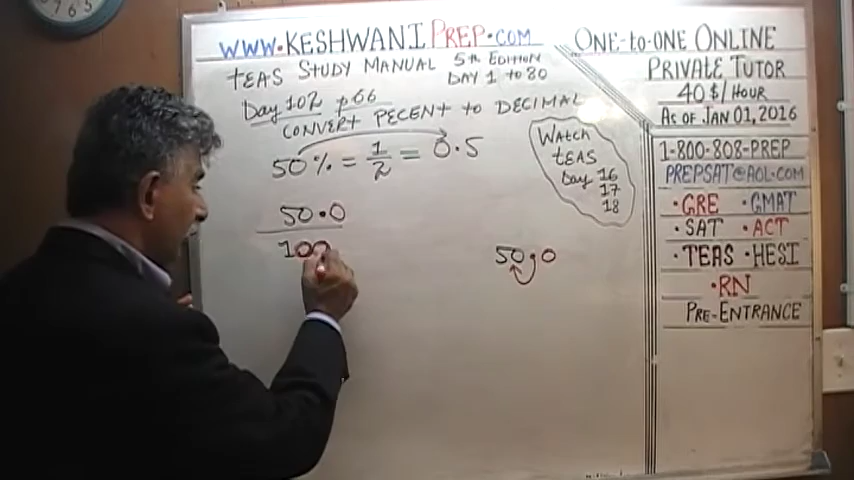 7 6 5
WWW.KESHWANIPREP.COM
TEAS STUDY MANUAL 5TH EDITION
DAY 1 TO 80
Day 102 p66
CONVERT PECENT TO DECIMAL
50% = 1/2 = 0.5
50.0
100
50.0
WATCH
TEAS
Day 16
17
18
ONE-to-ONE ONLINE
PRIVATE TUTOR
40$/HOUR
AS OF JAN 01, 2016
1-800-808-PREP
PREPSAT@AOL.COM
•GRE •GMAT
•SAT •ACT
•TEAS •HESI
•RN
PRE-ENTRANCE